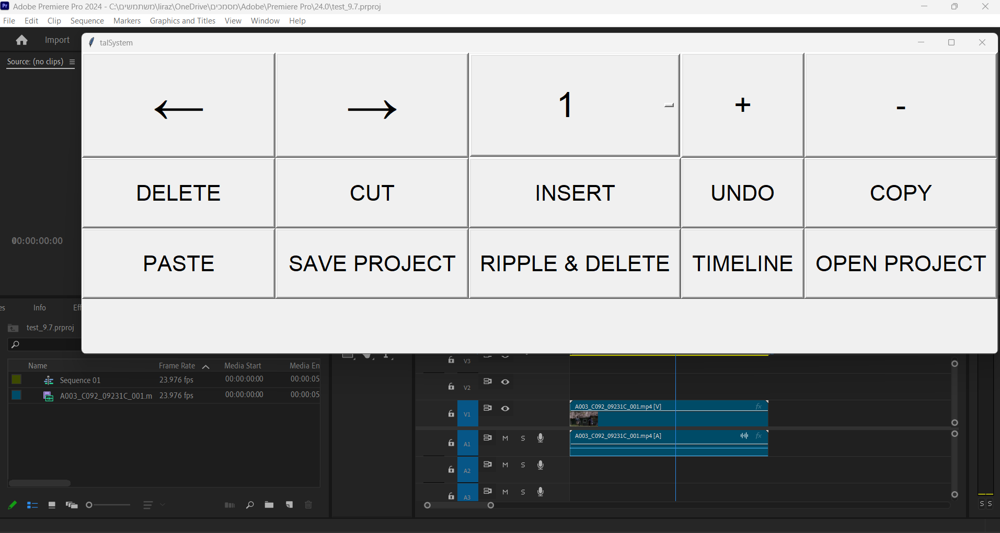 Pr Adobe Premiere Pro 2024 - C:\משתמשים\liraz\OneDrive\מסמכים\Adobe\Premiere Pro\24.0\test_9.7.prproj
File Edit Clip Sequence Markers Graphics and Titles View Window Help
Import
talSystem
Source: (no clips)
← → 1 + -
DELETE CUT INSERT UNDO COPY
00:00:00:00
PASTE SAVE PROJECT RIPPLE & DELETE TIMELINE OPEN PROJECT
es Info Eff
test_9.7.prproj
Name Frame Rate Media Start Media En
Sequence 01 23.976 fps 00:00:00:00 00:00:05
A003_C092_09231C_001.m 23.976 fps 00:00:00:00 00:00:05
V3
V2
V1 A003_C092_09231C_001.mp4 [V] fx
A1 M S A003_C092_09231C_001.mp4 [A] fx
A2 M S
A3 M S
S S